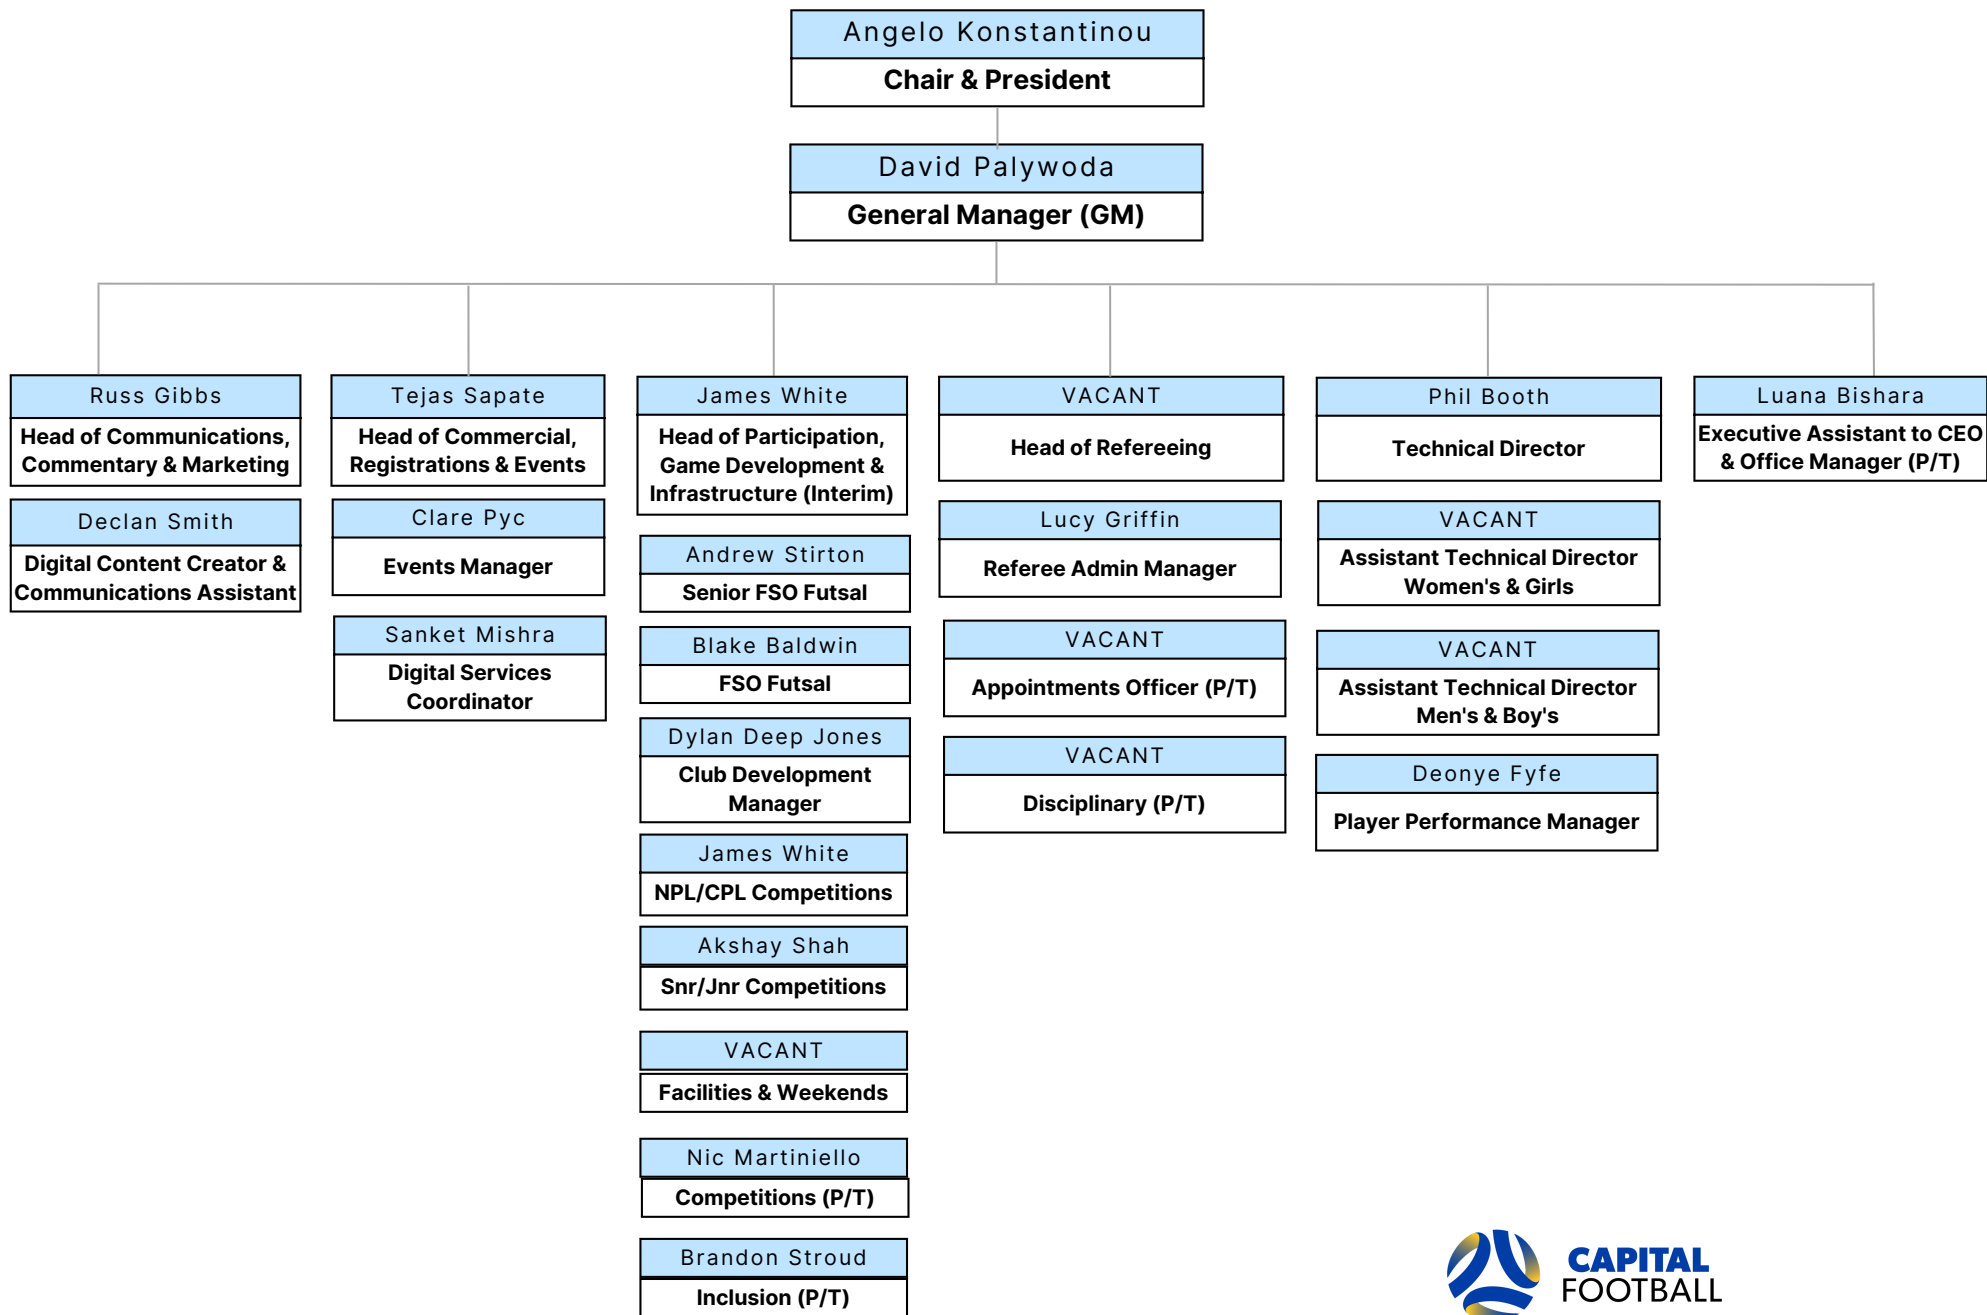 Angelo Konstantinou
Chair & President
David Palywoda
General Manager (GM)
Russ Gibbs
Head of Communications,
Commentary & Marketing
Declan Smith
Digital Content Creator &
Communications Assistant
Tejas Sapate
Head of Commercial,
Registrations & Events
Clare Pyc
Events Manager
Sanket Mishra
Digital Services
Coordinator
James White
Head of Participation,
Game Development &
Infrastructure (Interim)
Andrew Stirton
Senior FSO Futsal
Blake Baldwin
FSO Futsal
Dylan Deep Jones
Club Development
Manager
James White
NPL/CPL Competitions
Akshay Shah
Snr/Jnr Competitions
VACANT
Facilities & Weekends
Nic Martiniello
Competitions (P/T)
Brandon Stroud
Inclusion (P/T)
VACANT
Head of Refereeing
Lucy Griffin
Referee Admin Manager
VACANT
Appointments Officer (P/T)
VACANT
Disciplinary (P/T)
Phil Booth
Technical Director
VACANT
Assistant Technical Director
Women's & Girls
VACANT
Assistant Technical Director
Men's & Boy's
Deonye Fyfe
Player Performance Manager
Luana Bishara
Executive Assistant to CEO
& Office Manager (P/T)
CAPITAL
FOOTBALL